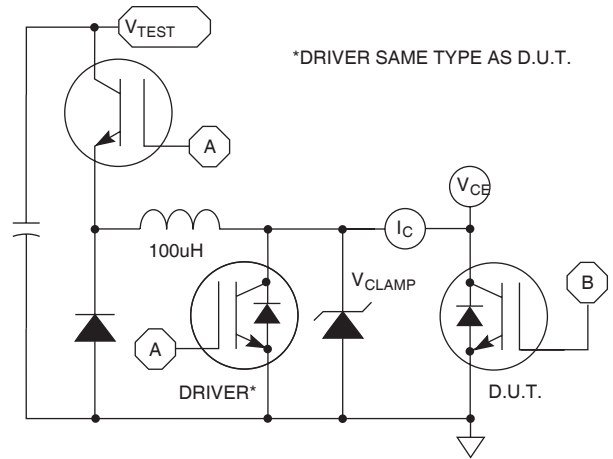 VTEST
*DRIVER SAME TYPE AS D.U.T.
A
VCE
IC
100uH
VCLAMP
B
A
DRIVER*
D.U.T.